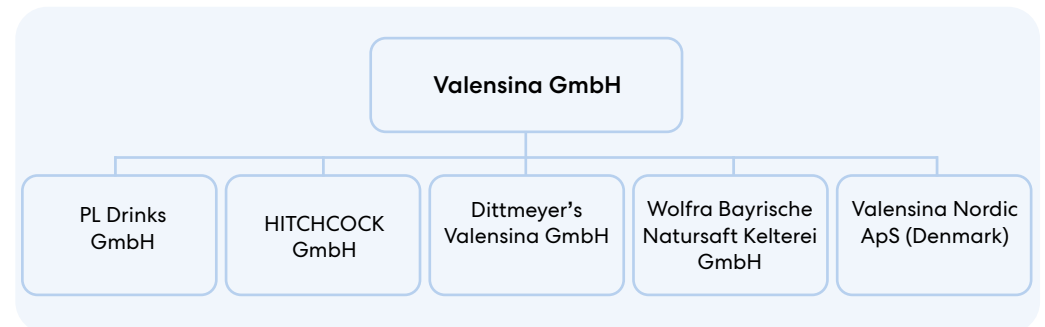 Valensina GmbH
PL Drinks
GmbH
HITCHCOCK
GmbH
Dittmeyer's
Valensina GmbH
Wolfra Bayrische
Natursaft Kelterei
GmbH
Valensina Nordic
ApS (Denmark)